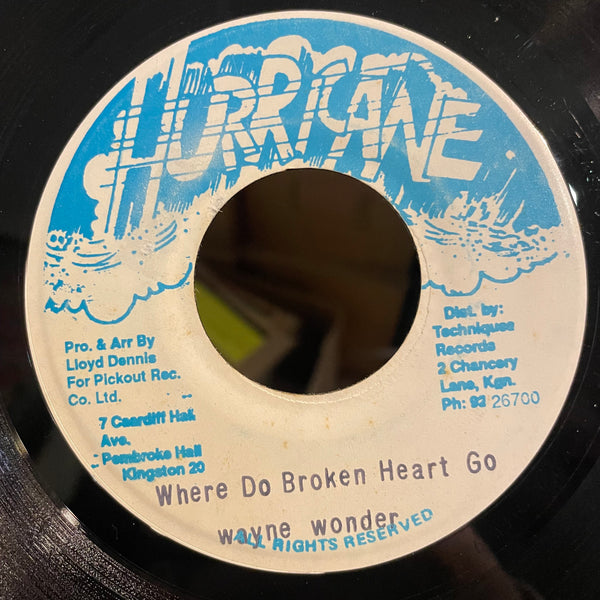 HURRICANE
Pro. & Arr By
Lloyd Dennis
For Pickout Rec.
Co. Ltd.
7 Caardiff Hall
Ave.
Pembroke Hall
Kingston 20
Dist. by:
Techniques
Records
2 Chancery
Lane, Kgn.
Ph: 92 26700
Where Do Broken Heart Go
wayne wonder
ALL RIGHTS RESERVED